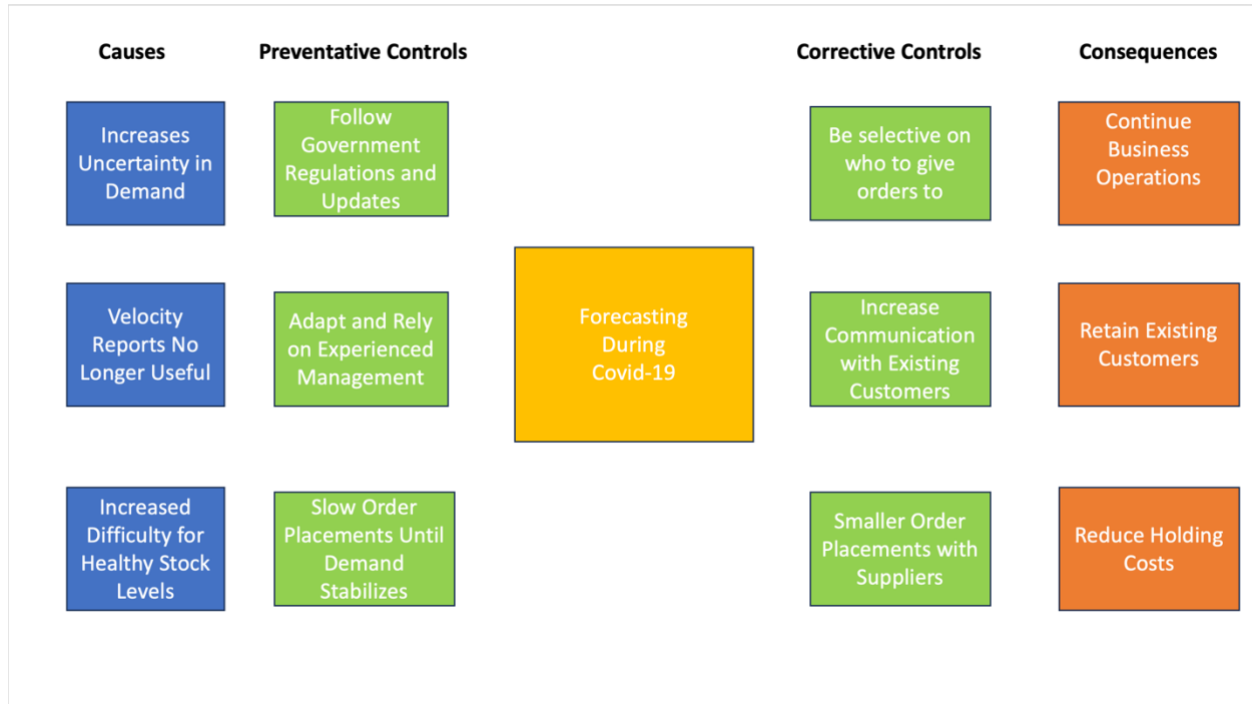 Causes
Preventative Controls
Corrective Controls
Consequences
Increases
Uncertainty in
Demand
Follow
Government
Regulations and
Updates
Be selective on
who to give
orders to
Continue
Business
Operations
Velocity
Reports No
Longer Useful
Adapt and Rely
on Experienced
Management
Forecasting
During
Covid-19
Increase
Communication
with Existing
Customers
Retain Existing
Customers
Increased
Difficulty for
Healthy Stock
Levels
Slow Order
Placements Until
Demand
Stabilizes
Smaller Order
Placements with
Suppliers
Reduce Holding
Costs